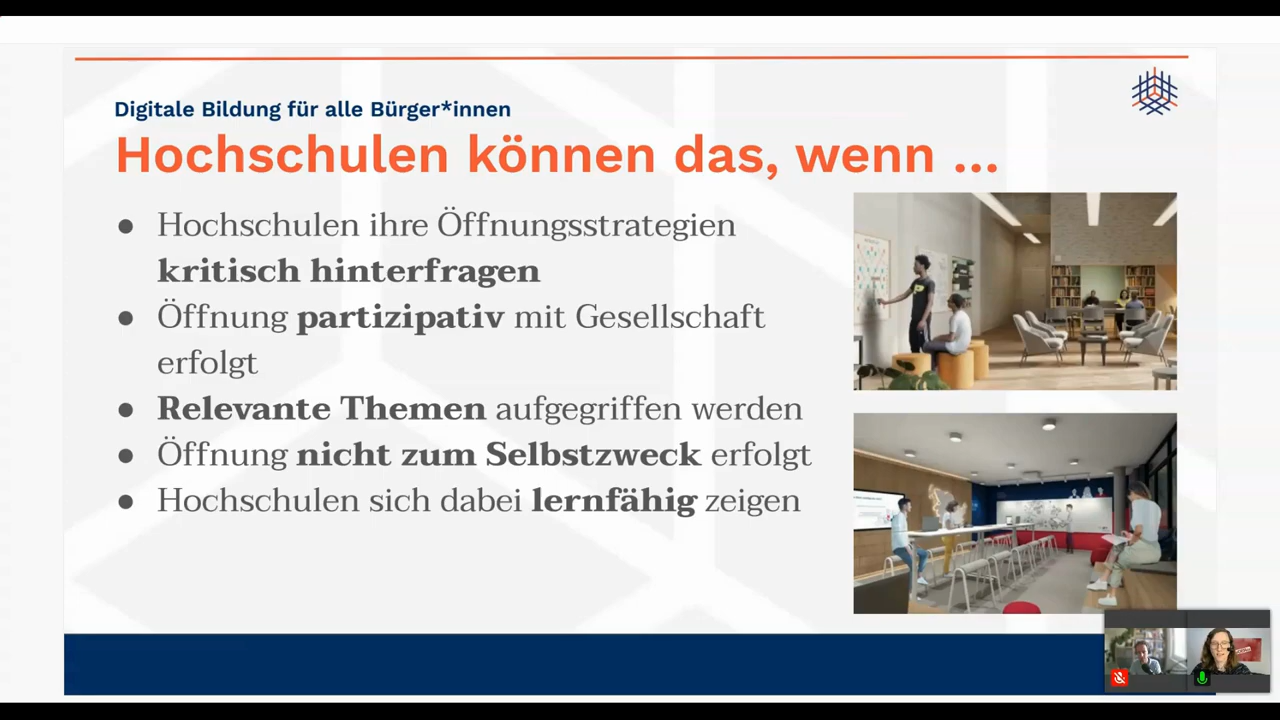 Digitale Bildung für alle Bürger*innen
Hochschulen können das, wenn ...
● Hochschulen ihre Öffnungsstrategien
kritisch hinterfragen
● Öffnung partizipativ mit Gesellschaft
erfolgt
● Relevante Themen aufgegriffen werden
● Öffnung nicht zum Selbstzweck erfolgt
● Hochschulen sich dabei lernfähig zeigen